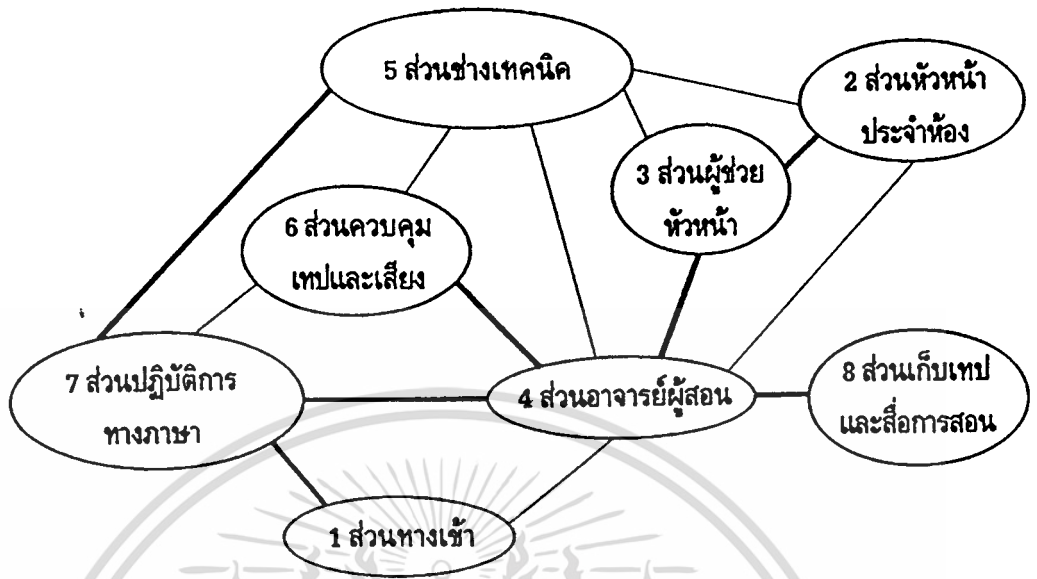 5 ส่วนช่างเทคนิค
2 ส่วนหัวหน้า
ประจำห้อง
3 ส่วนผู้ช่วย
หัวหน้า
6 ส่วนควบคุม
เทปและเสียง
7 ส่วนปฏิบัติการ
ทางภาษา
4 ส่วนอาจารย์ผู้สอน
8 ส่วนเก็บเทป
และสื่อการสอน
1 ส่วนทางเข้า